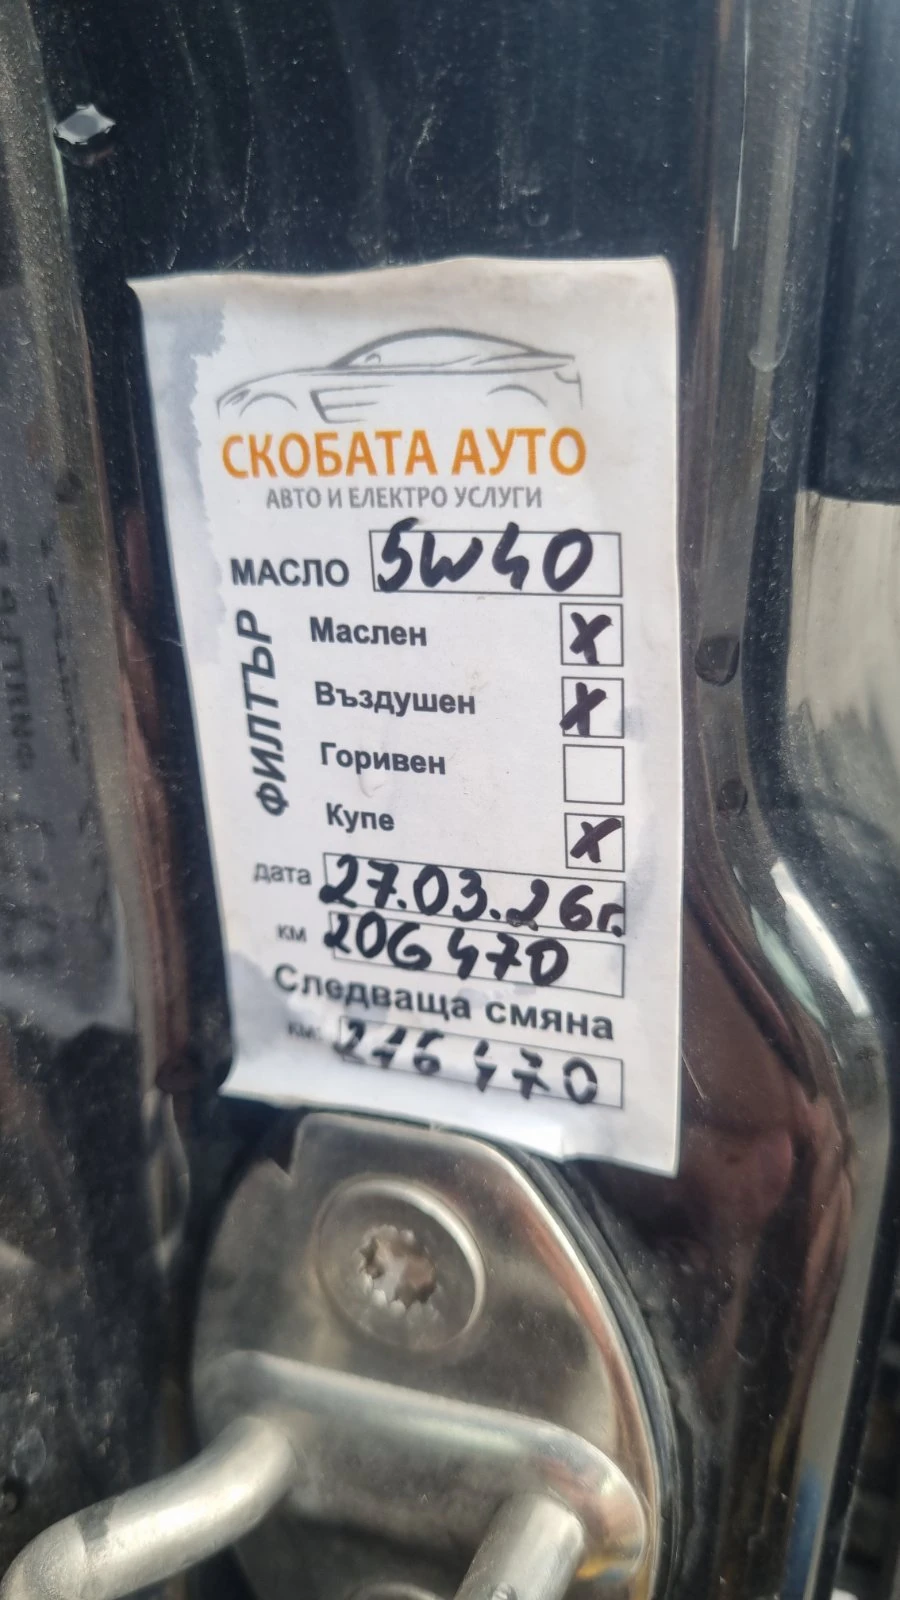 СКОБАТА АУТО
АВТО И ЕЛЕКТРО УСЛУГИ
МАСЛО 5W40
ФИЛТЪР
Маслен X
Въздушен X
Горивен
Купе X
дата 27.03.26г.
км 206470
Следваща смяна
км. 216470